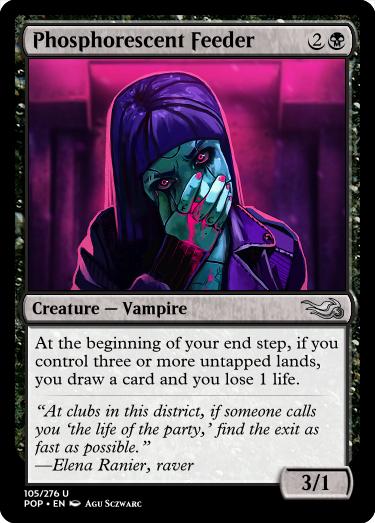 Phosphorescent Feeder 2
Creature — Vampire
At the beginning of your end step, if you
control three or more untapped lands,
you draw a card and you lose 1 life.
“At clubs in this district, if someone calls
you ‘the life of the party,’ find the exit as
fast as possible.”
—Elena Ranier, raver
3/1
105/276 U
POP • EN Agu Sczwarc